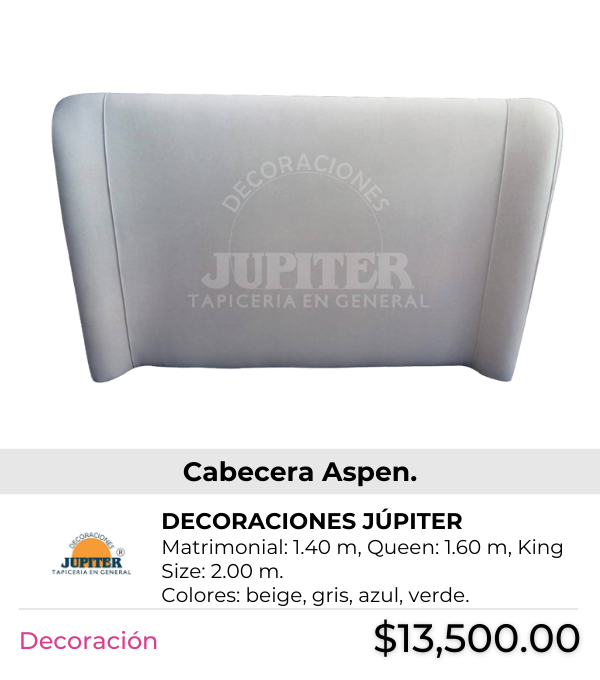 DECORACIONES
JUPITER
TAPICERIA EN GENERAL
Cabecera Aspen.
DECORACIONES JÚPITER
Matrimonial: 1.40 m, Queen: 1.60 m, King
Size: 2.00 m.
Colores: beige, gris, azul, verde.
DECORACIONES
JUPITER ®
TAPICERIA EN GENERAL
Decoración
$13,500.00